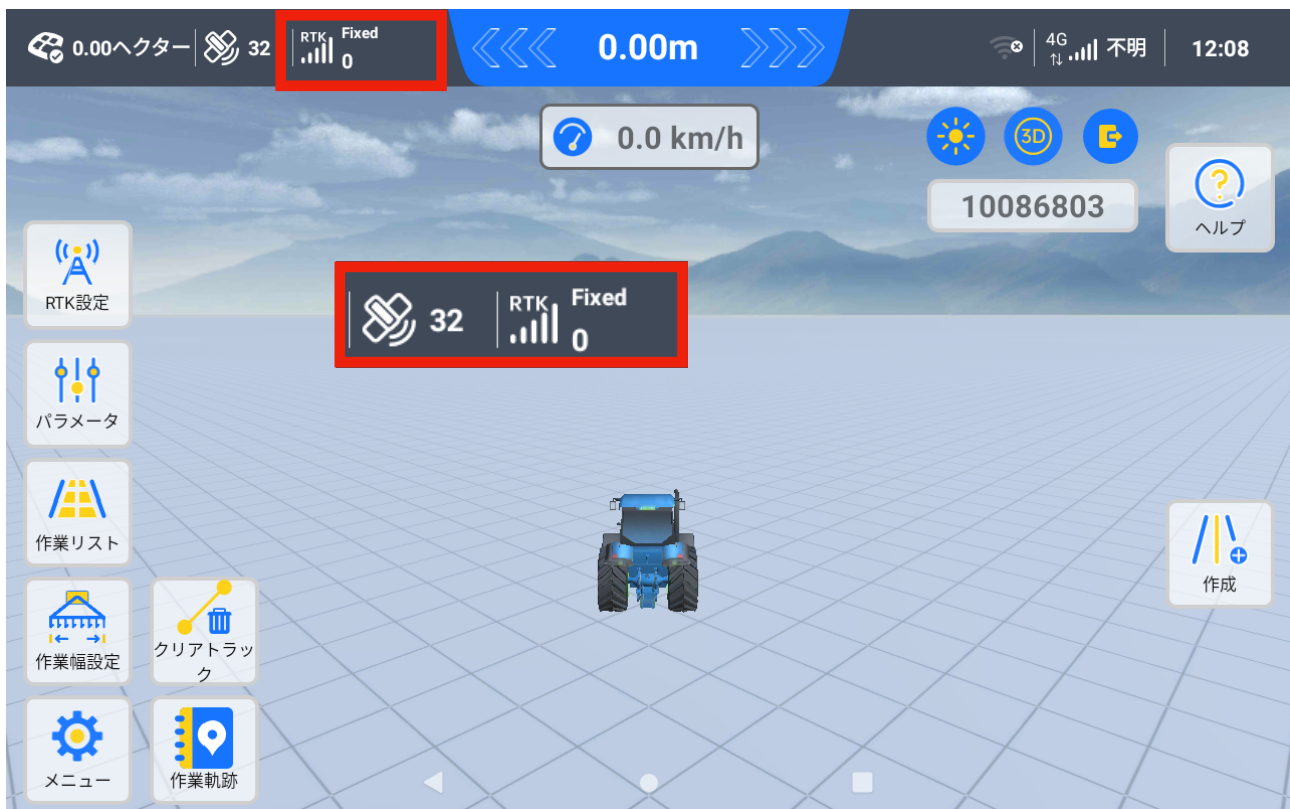 0.00ヘクター 32 RTK Fixed 0 0.00m 4G 不明 12:08
0.0 km/h
3D
10086803
ヘルプ
RTK設定
32 RTK Fixed 0
パラメータ
作業リスト
作成
作業幅設定
クリアトラッ
ク
メニュー
作業軌跡